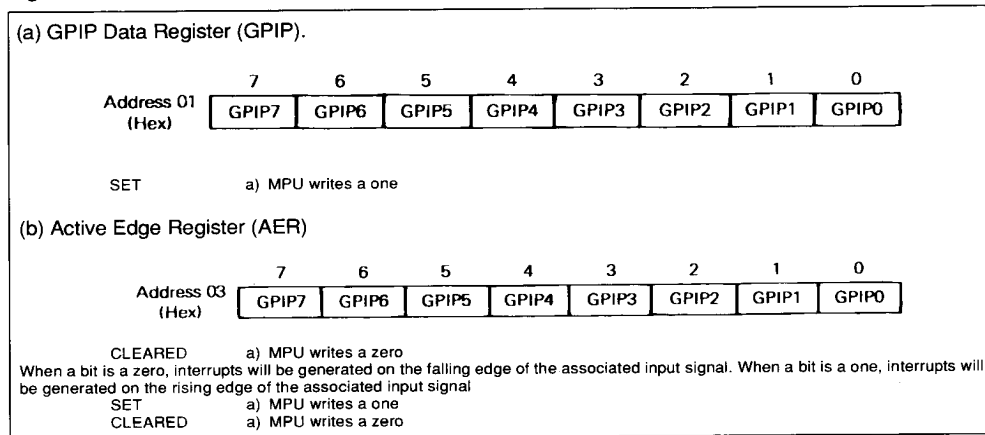 (a) GPIP Data Register (GPIP).
7 6 5 4 3 2 1 0
Address 01 GPIP7 GPIP6 GPIP5 GPIP4 GPIP3 GPIP2 GPIP1 GPIP0
(Hex)
SET a) MPU writes a one
(b) Active Edge Register (AER)
7 6 5 4 3 2 1 0
Address 03 GPIP7 GPIP6 GPIP5 GPIP4 GPIP3 GPIP2 GPIP1 GPIP0
(Hex)
CLEARED a) MPU writes a zero
When a bit is a zero, interrupts will be generated on the falling edge of the associated input signal. When a bit is a one, interrupts will
be generated on the rising edge of the associated input signal
SET a) MPU writes a one
CLEARED a) MPU writes a zero